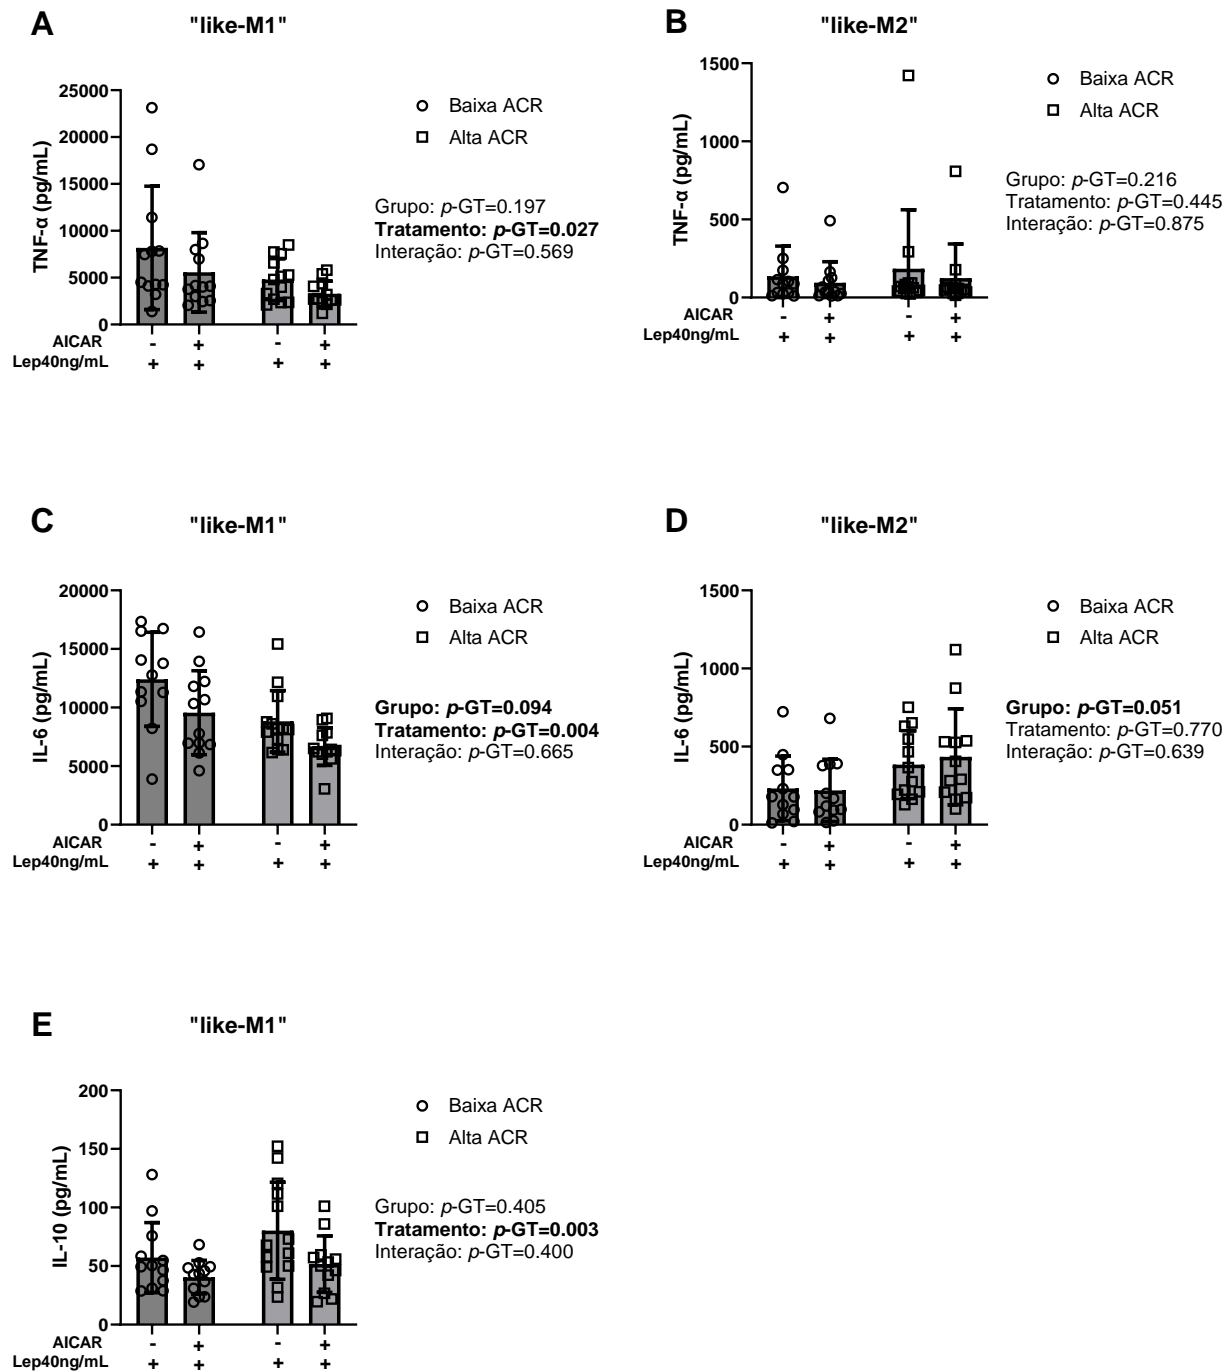 A
"like-M1"
TNF-α (pg/mL)
25000
20000
15000
10000
5000
0
Baixa ACR
Alta ACR
Grupo: p-GT=0.197
Tratamento: p-GT=0.027
Interação: p-GT=0.569
AICAR - + - +
Lep40ng/mL + + + +
B
"like-M2"
TNF-α (pg/mL)
1500
1000
500
0
Baixa ACR
Alta ACR
Grupo: p-GT=0.216
Tratamento: p-GT=0.445
Interação: p-GT=0.875
AICAR - + - +
Lep40ng/mL + + + +
C
"like-M1"
IL-6 (pg/mL)
20000
15000
10000
5000
0
Baixa ACR
Alta ACR
Grupo: p-GT=0.094
Tratamento: p-GT=0.004
Interação: p-GT=0.665
AICAR - + - +
Lep40ng/mL + + + +
D
"like-M2"
IL-6 (pg/mL)
1500
1000
500
0
Baixa ACR
Alta ACR
Grupo: p-GT=0.051
Tratamento: p-GT=0.770
Interação: p-GT=0.639
AICAR - + - +
Lep40ng/mL + + + +
E
"like-M1"
IL-10 (pg/mL)
200
150
100
50
0
Baixa ACR
Alta ACR
Grupo: p-GT=0.405
Tratamento: p-GT=0.003
Interação: p-GT=0.400
AICAR - + - +
Lep40ng/mL + + + +